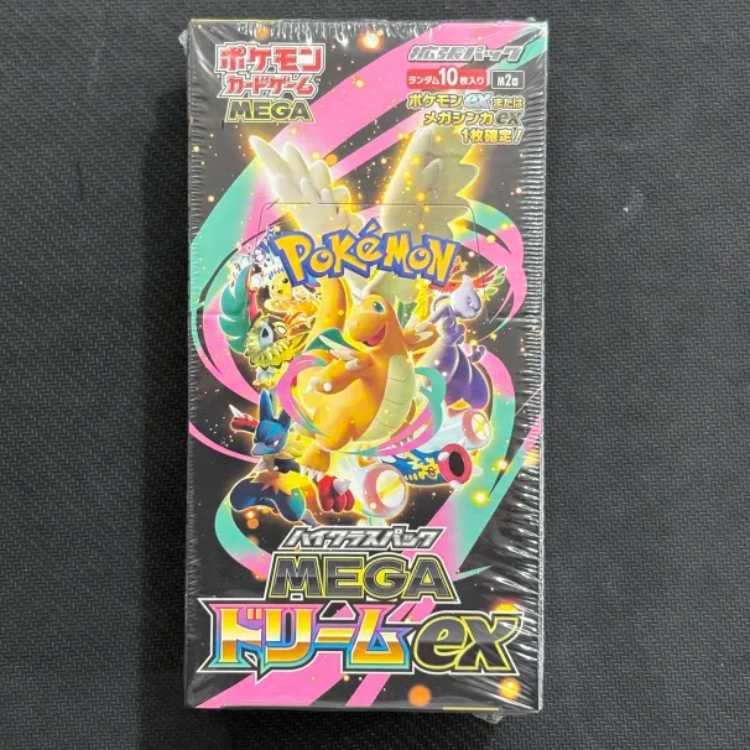 ポケモン
カードゲーム
MEGA
拡張パック
ランダム10枚入り
M2a
ポケモンexまたは
メガシンカex
1枚確定!
POKéMON
ハイクラスパック
MEGA
ドリームex